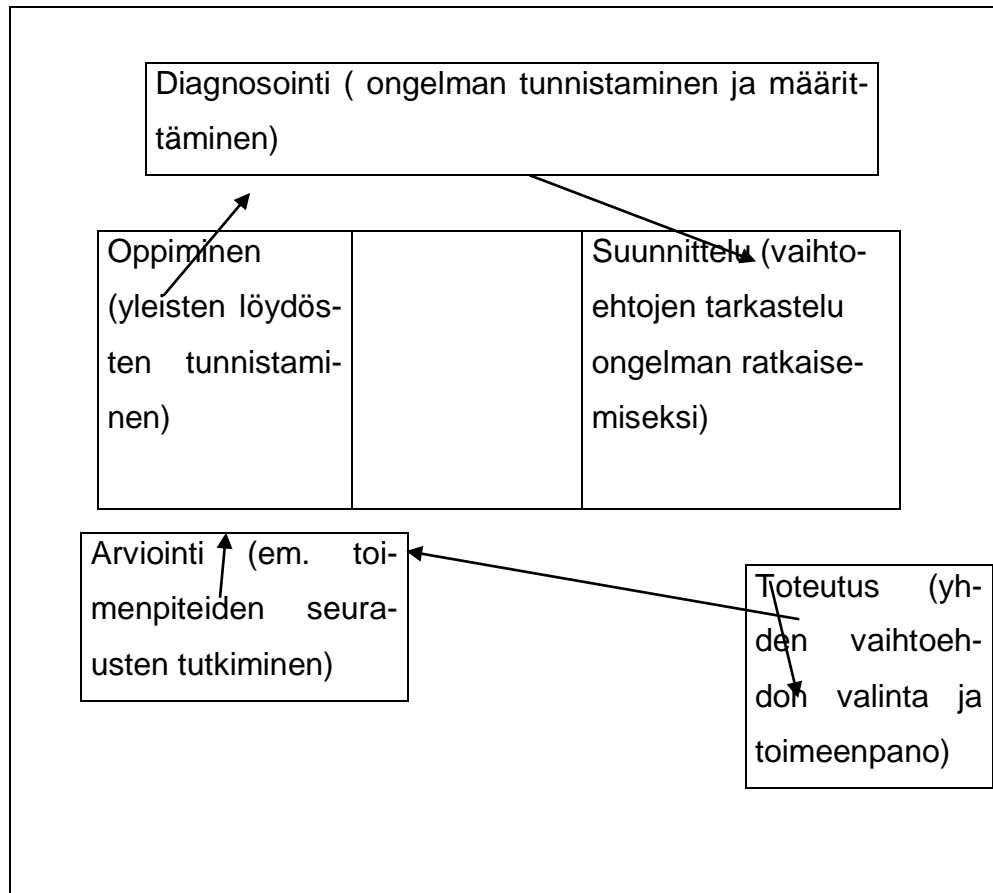 Diagnosointi ( ongelman tunnistaminen ja määrit-
täminen)
Oppiminen
(yleisten löydös-
ten tunnistami-
nen)
Suunnittelu (vaihto-
ehtojen tarkastelu
ongelman ratkaise-
miseksi)
Arviointi (em. toi-
menpiteiden seura-
usten tutkiminen)
Toteutus (yh-
den vaihtoeh-
don valinta ja
toimeenpano)